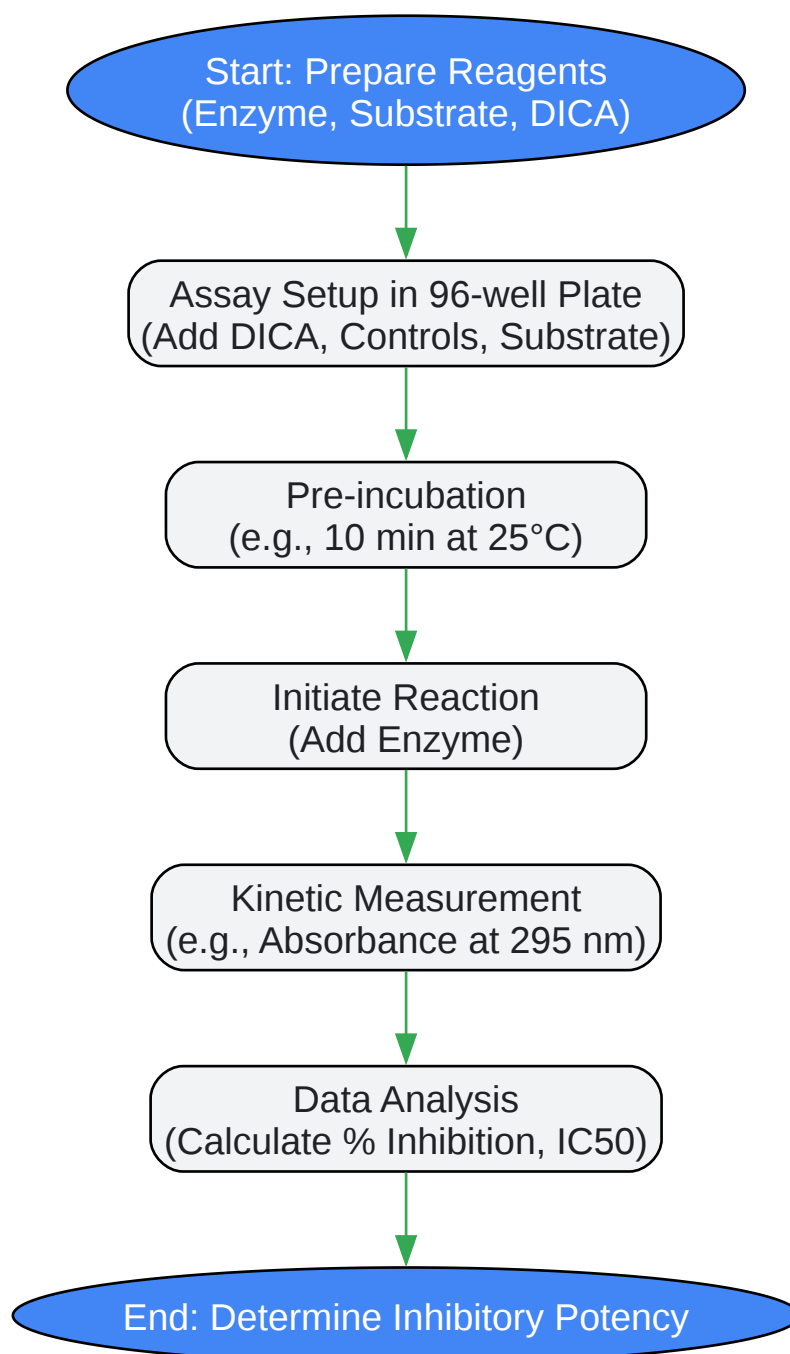 Start: Prepare Reagents
(Enzyme, Substrate, DICA)
Assay Setup in 96-well Plate
(Add DICA, Controls, Substrate)
Pre-incubation
(e.g., 10 min at 25°C)
Initiate Reaction
(Add Enzyme)
Kinetic Measurement
(e.g., Absorbance at 295 nm)
Data Analysis
(Calculate % Inhibition, IC50)
End: Determine Inhibitory Potency